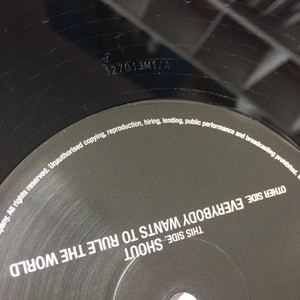 127013M1/A
pany. All rights reserved. Unauthorised copying, reproduction, hiring, lending, public performance and broadcasting prohibited.
OTHER SIDE. EVERYBODY WANTS TO RULE THE WORLD
THIS SIDE. SHOUT